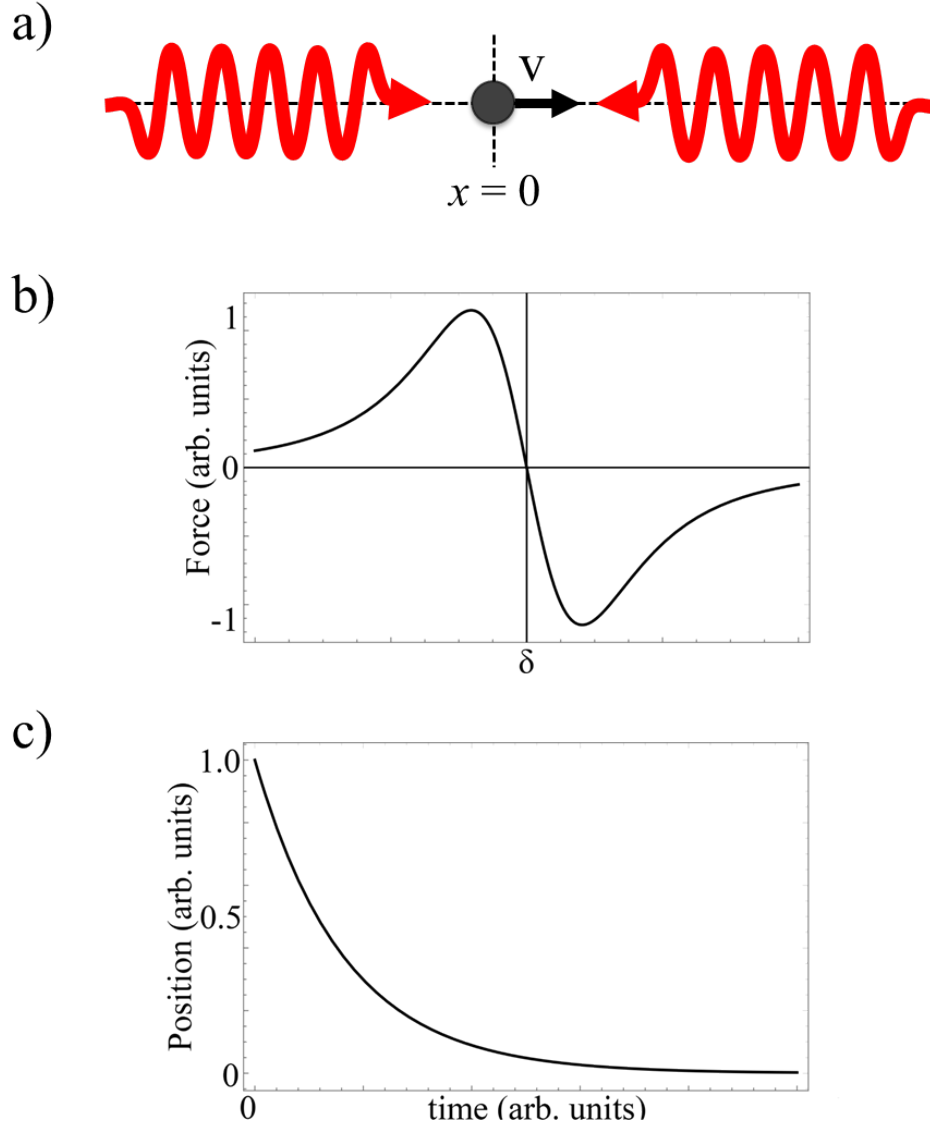 a)
v
x = 0
b)
Force (arb. units)
1
0
-1
δ
c)
Position (arb. units)
1.0
0.5
0
0
time (arb. units)